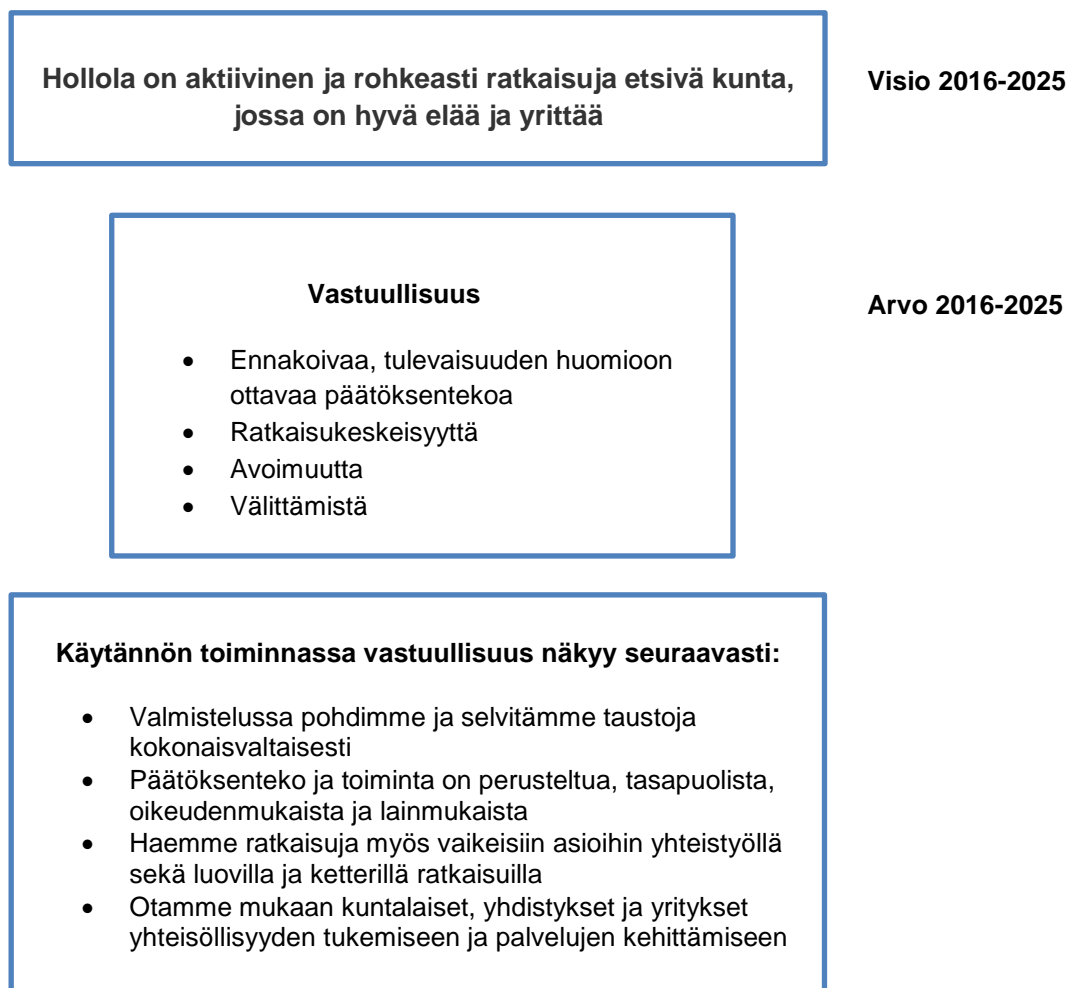 Hollola on aktiivinen ja rohkeasti ratkaisuja etsivä kunta,
jossa on hyvä elää ja yrittää
Visio 2016-2025
Vastuullisuus
Arvo 2016-2025
• Ennakoivaa, tulevaisuuden huomioon
ottavaa päätöksentekoa
• Ratkaisukeskeisyyttä
• Avoimuutta
• Välittämistä
Käytännön toiminnassa vastuullisuus näkyy seuraavasti:
• Valmistelussa pohdimme ja selvitämme taustoja
kokonaisvaltaisesti
• Päätöksenteko ja toiminta on perusteltua, tasapuolista,
oikeudenmukaista ja lainmukaista
• Haemme ratkaisuja myös vaikeisiin asioihin yhteistyöllä
sekä luovilla ja ketterillä ratkaisuilla
• Otamme mukaan kuntalaiset, yhdistykset ja yritykset
yhteisöllisyyden tukemiseen ja palvelujen kehittämiseen